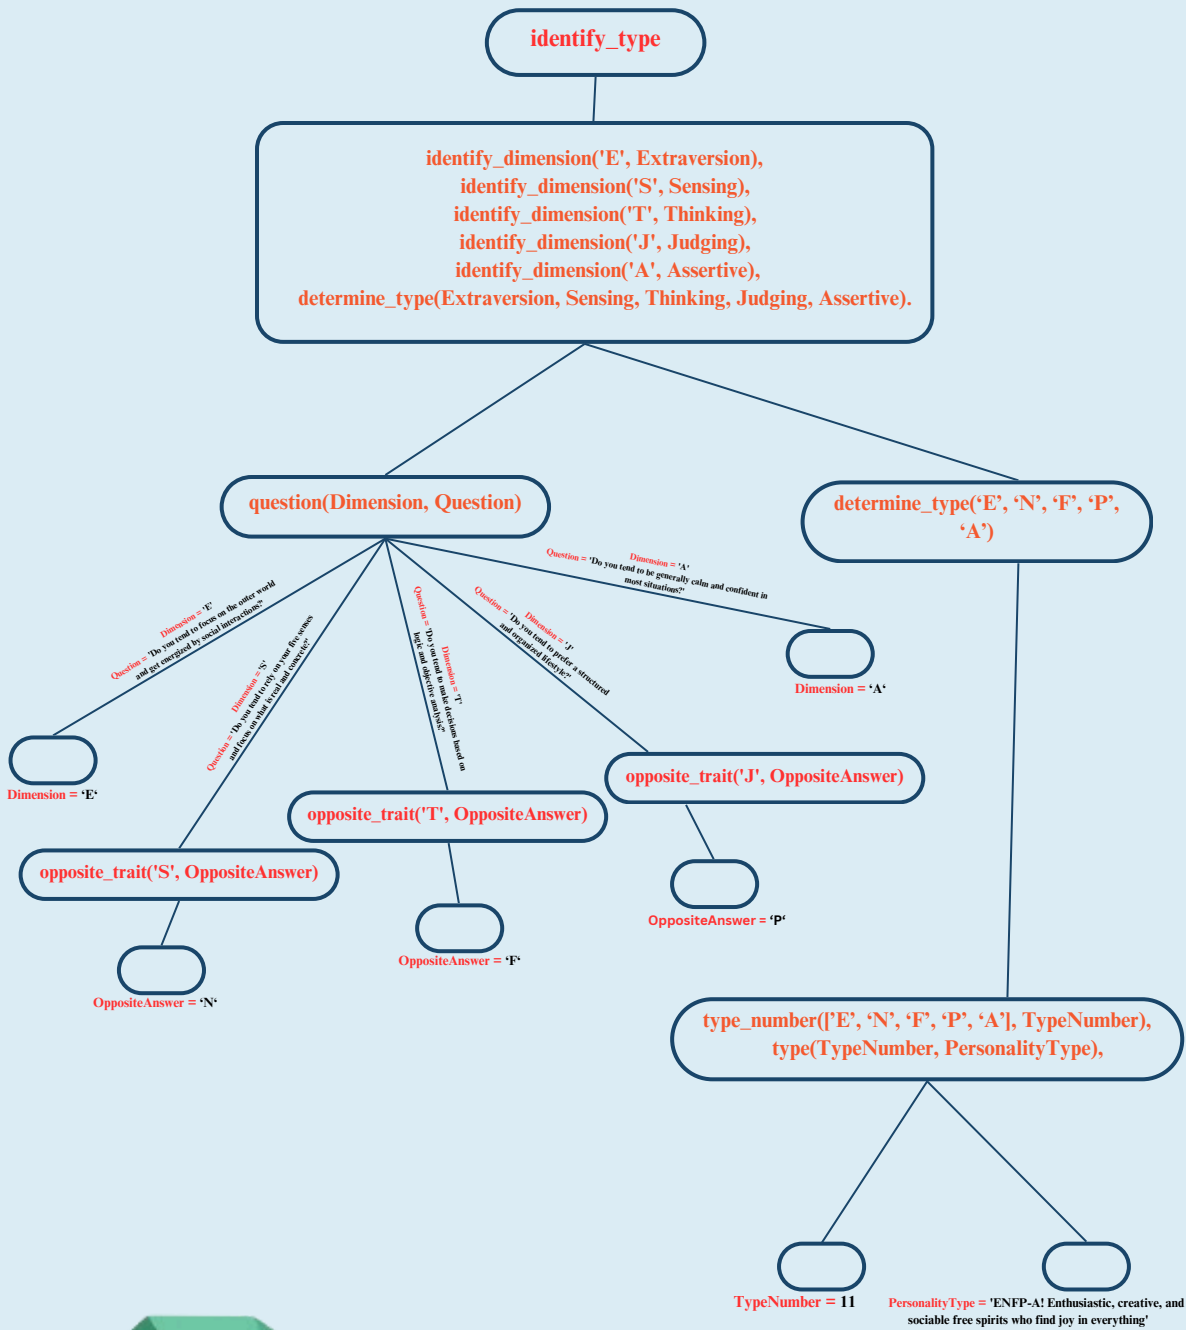 identify_type
identify_dimension('E', Extraversion),
identify_dimension('S', Sensing),
identify_dimension('T', Thinking),
identify_dimension('J', Judging),
identify_dimension('A', Assertive),
determine_type(Extraversion, Sensing, Thinking, Judging, Assertive).
question(Dimension, Question)
determine_type(‘E’, ‘N’, ‘F’, ‘P’,
‘A’)
Dimension = 'E'
Question = 'Do you tend to focus on the outer world
and get energized by social interactions?'
Dimension = 'S'
Question = 'Do you tend to rely on your five senses
and focus on what is real and concrete?'
Dimension = 'T'
Question = 'Do you tend to make decisions based on
logic and objective analysis?'
Dimension = 'J'
Question = 'Do you tend to prefer a structured
and organized lifestyle?'
Dimension = 'A'
Question = 'Do you tend to be generally calm and confident in
most situations?'
Dimension = ‘A‘
Dimension = ‘E‘
opposite_trait('J', OppositeAnswer)
opposite_trait('T', OppositeAnswer)
opposite_trait('S', OppositeAnswer)
OppositeAnswer = ‘P‘
OppositeAnswer = ‘F‘
OppositeAnswer = ‘N‘
type_number(['E’, ‘N’, ‘F’, ‘P’, ‘A’], TypeNumber),
type(TypeNumber, PersonalityType),
TypeNumber = 11
PersonalityType = 'ENFP-A! Enthusiastic, creative, and
sociable free spirits who find joy in everything'